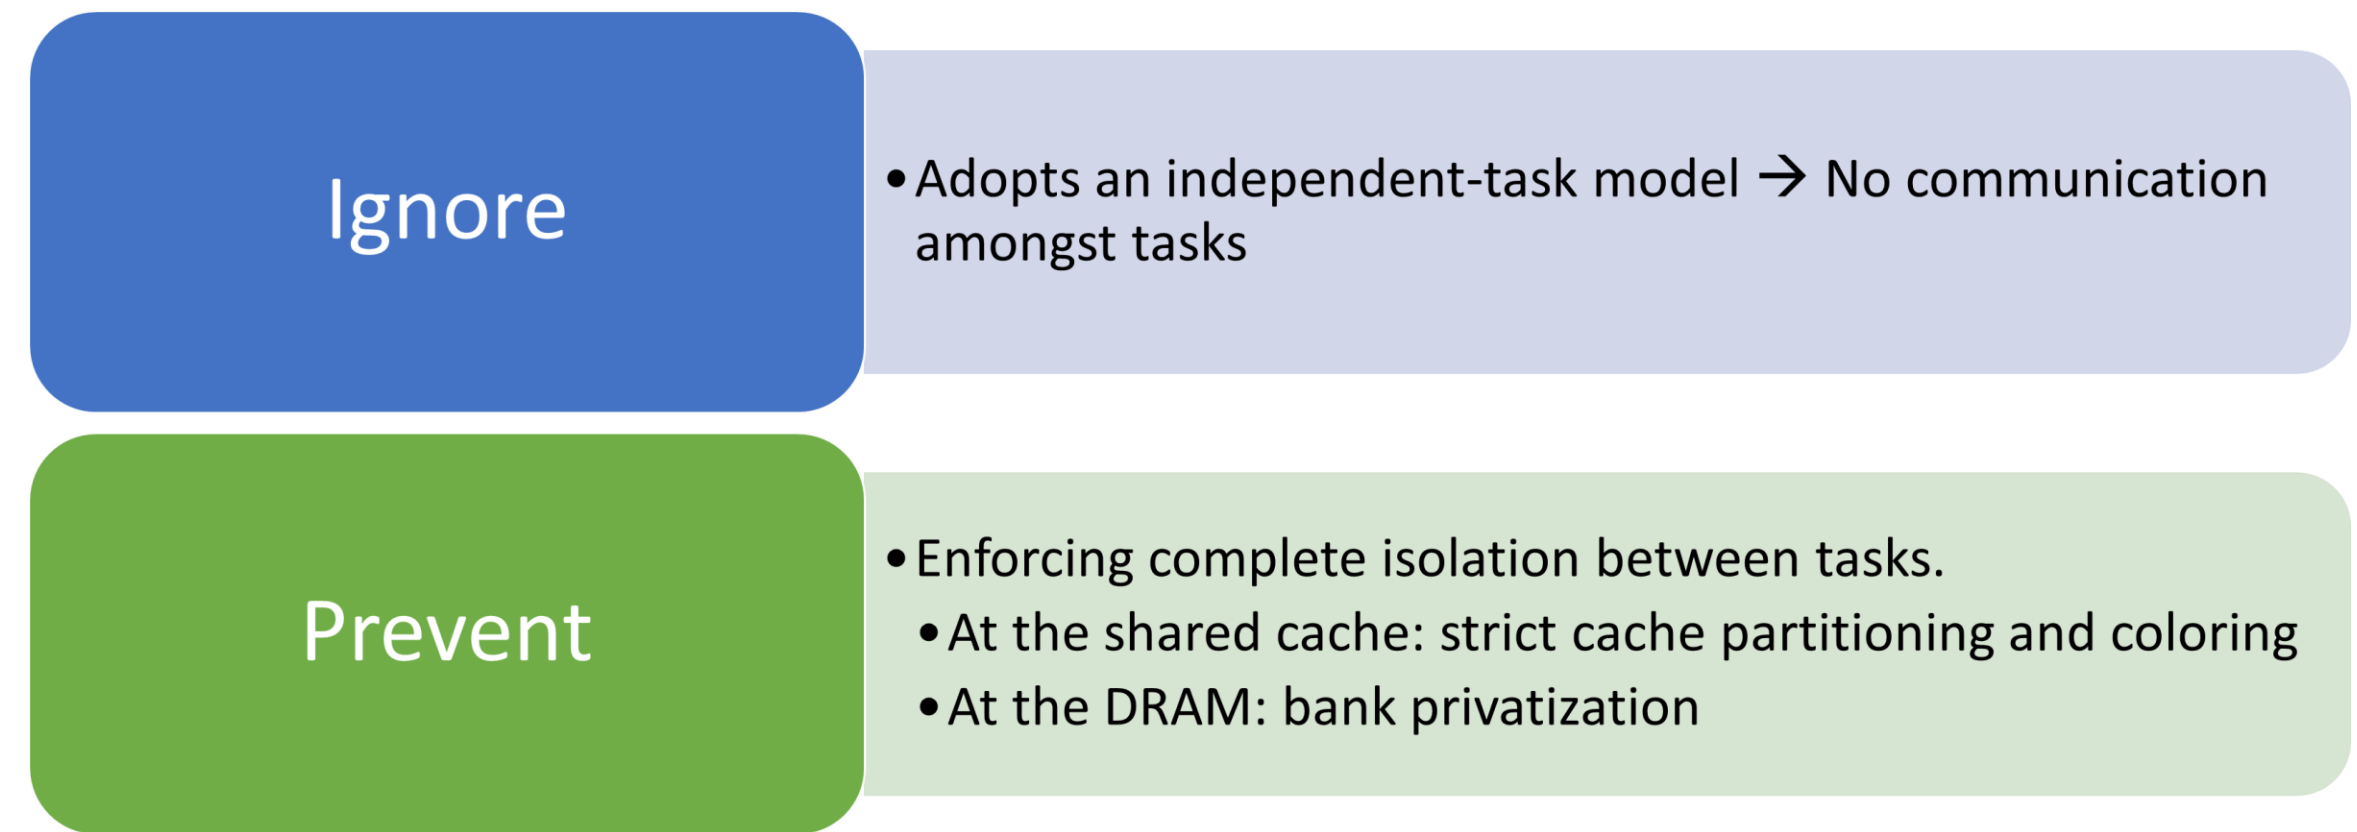 Ignore
•Adopts an independent-task model → No communication
amongst tasks
Prevent
•Enforcing complete isolation between tasks.
•At the shared cache: strict cache partitioning and coloring
•At the DRAM: bank privatization